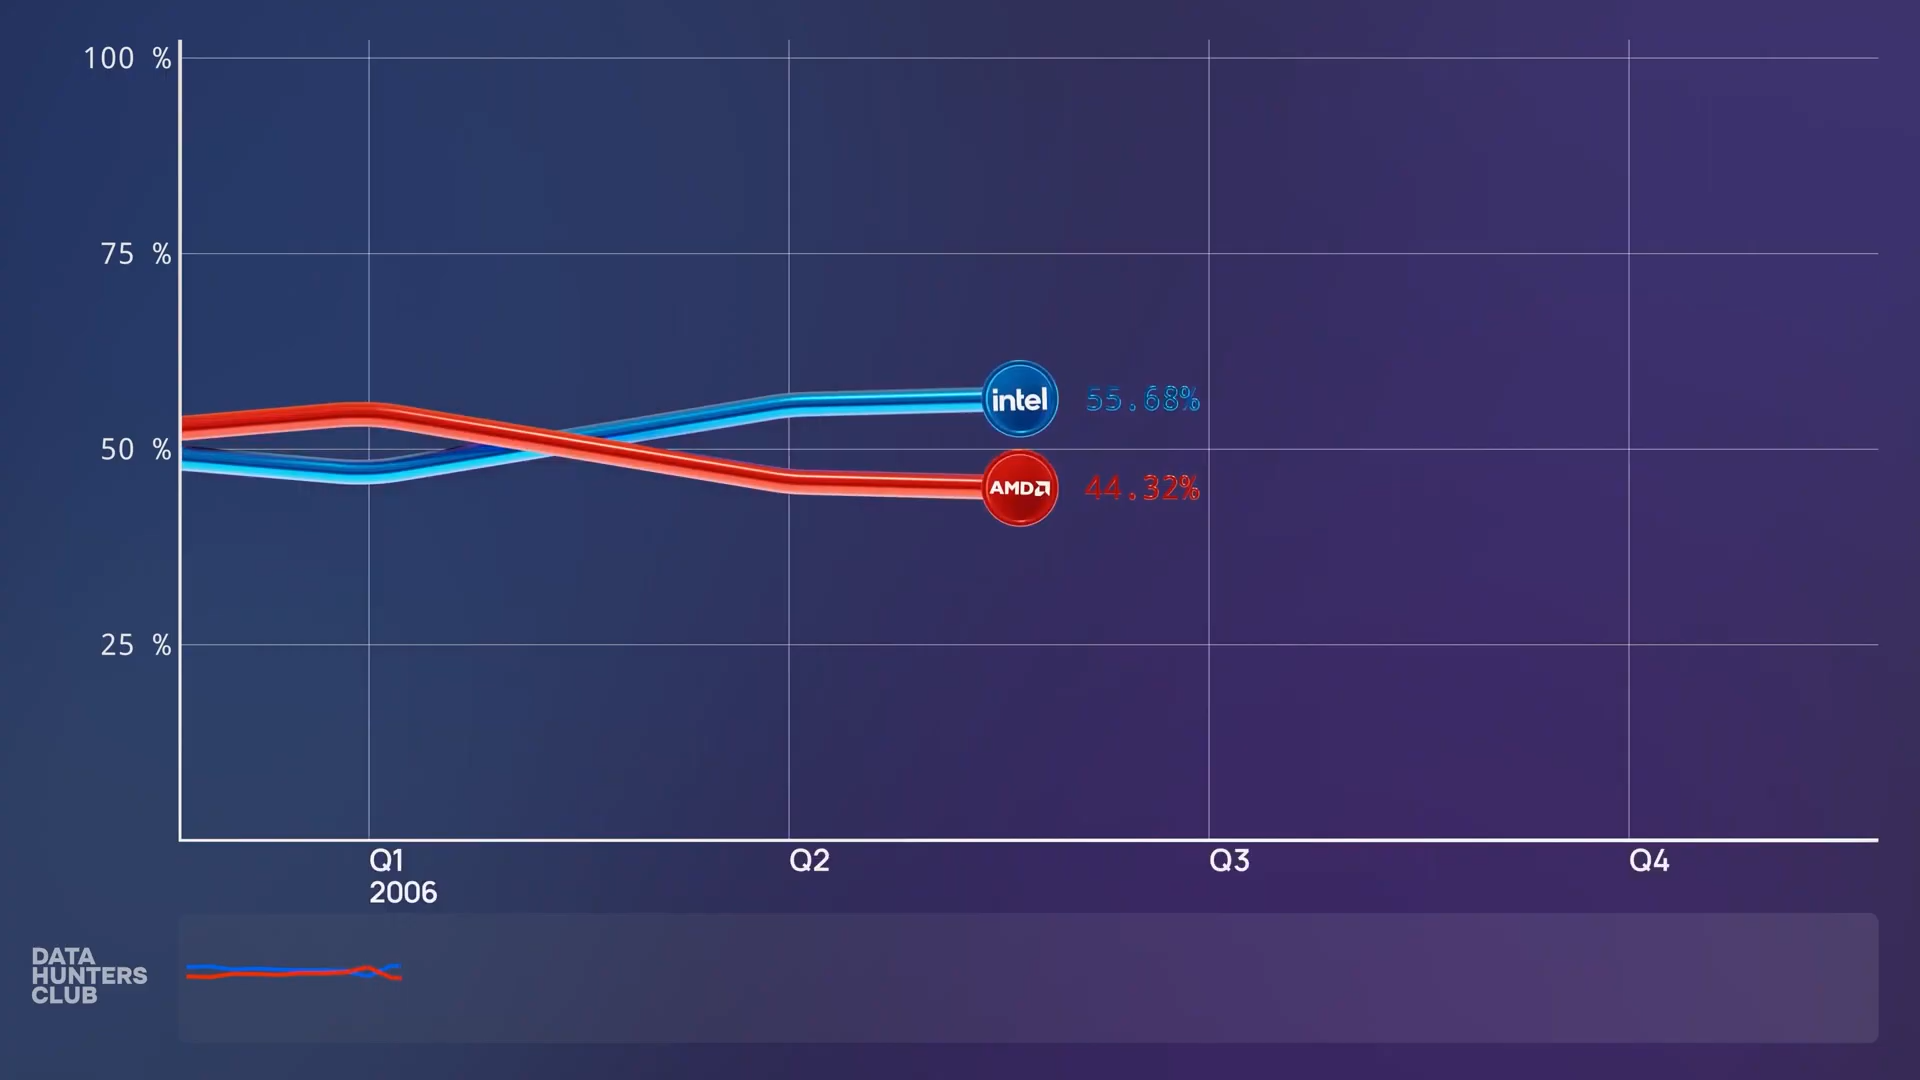 100 %
75 %
50 %
25 %
intel
55.68%
AMD
44.32%
Q1
2006
Q2
Q3
Q4
DATA
HUNTERS
CLUB